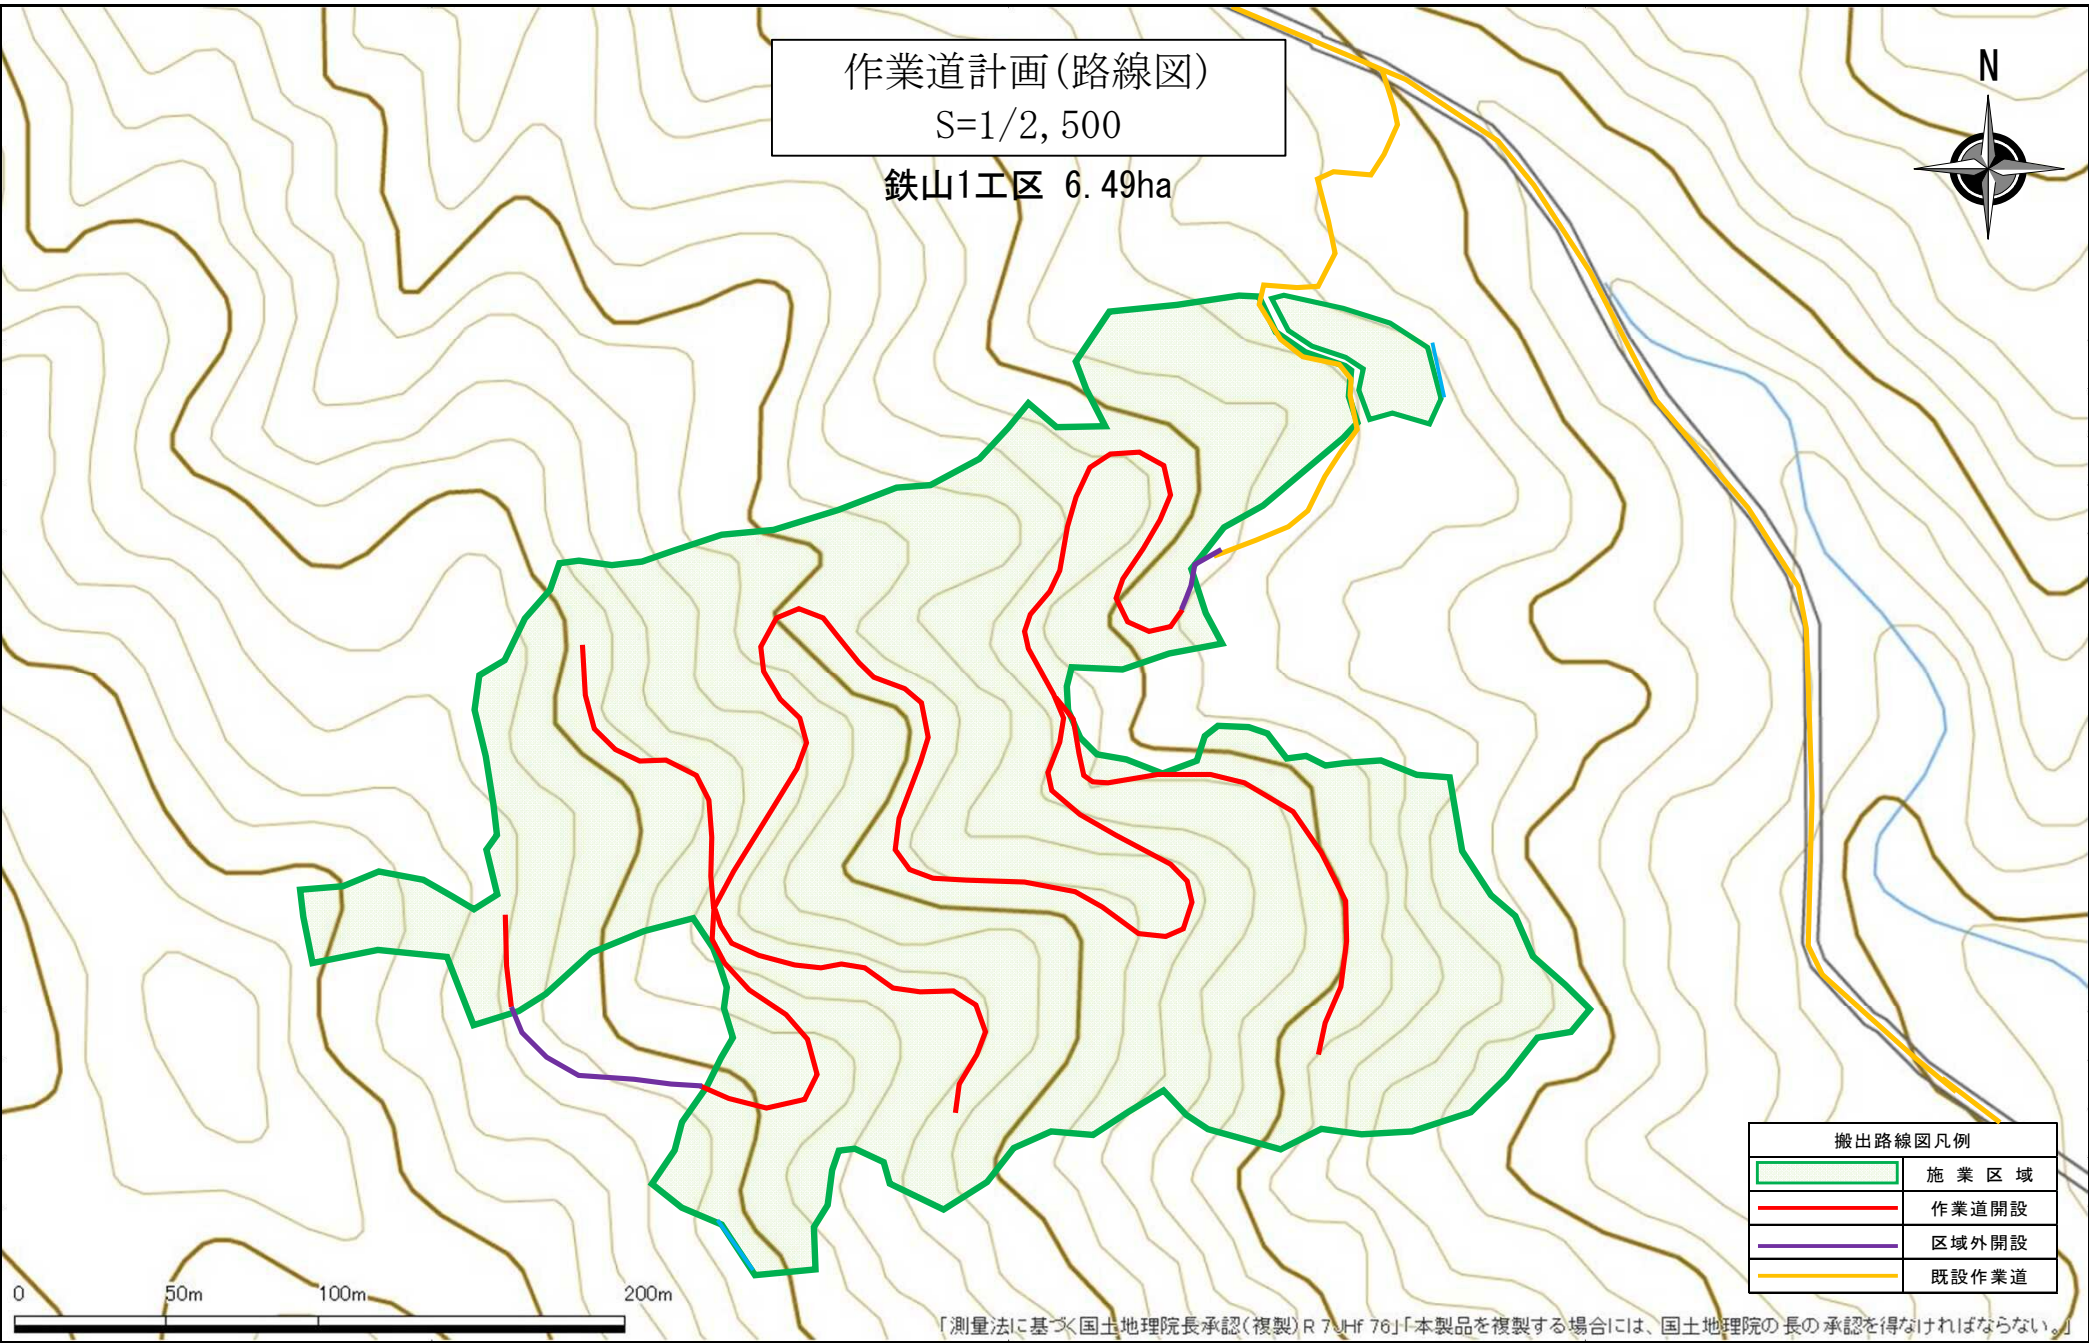 作業道計画(路線図)
S=1/2,500
鉄山1工区 6.49ha
N
搬出路線図凡例
施業区域
作業道開設
区域外開設
既設作業道
0 50m 100m 200m
「測量法に基づく国土地理院長承認(複製)R 7JHf 76」「本製品を複製する場合には、国土地理院の長の承認を得なければならない。」